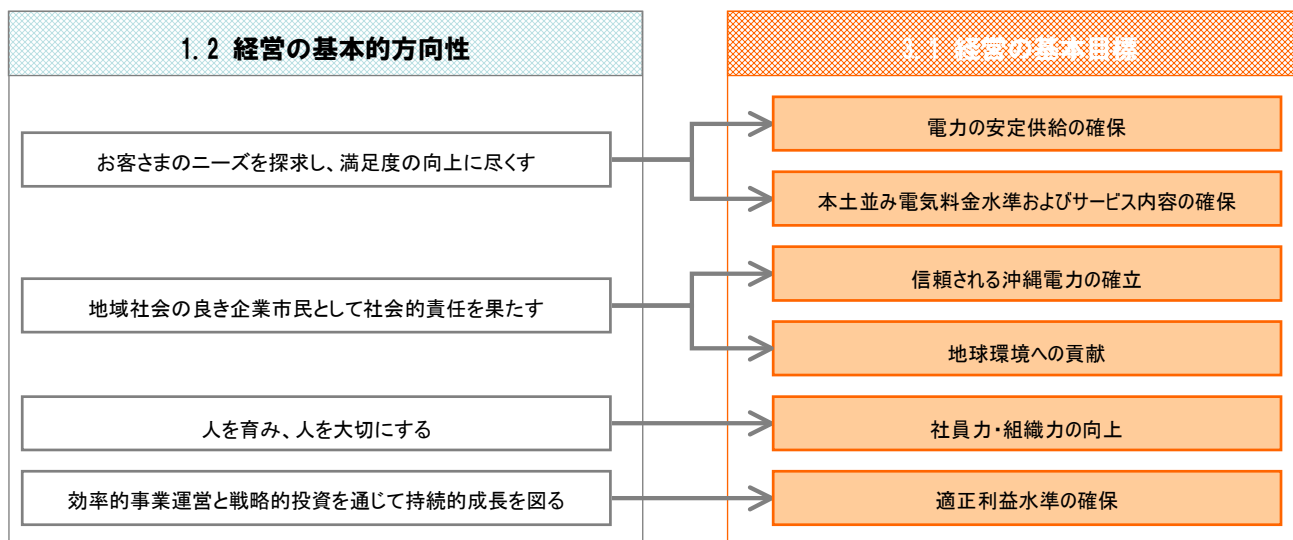 1.2 経営の基本的方向性
お客さまのニーズを探求し、満足度の向上に尽くす
地域社会の良き企業市民として社会的責任を果たす
人を育み、人を大切にする
効率的事業運営と戦略的投資を通じて持続的成長を図る
3.1 経営の基本目標
電力の安定供給の確保
本土並み電気料金水準およびサービス内容の確保
信頼される沖縄電力の確立
地球環境への貢献
社員力・組織力の向上
適正利益水準の確保